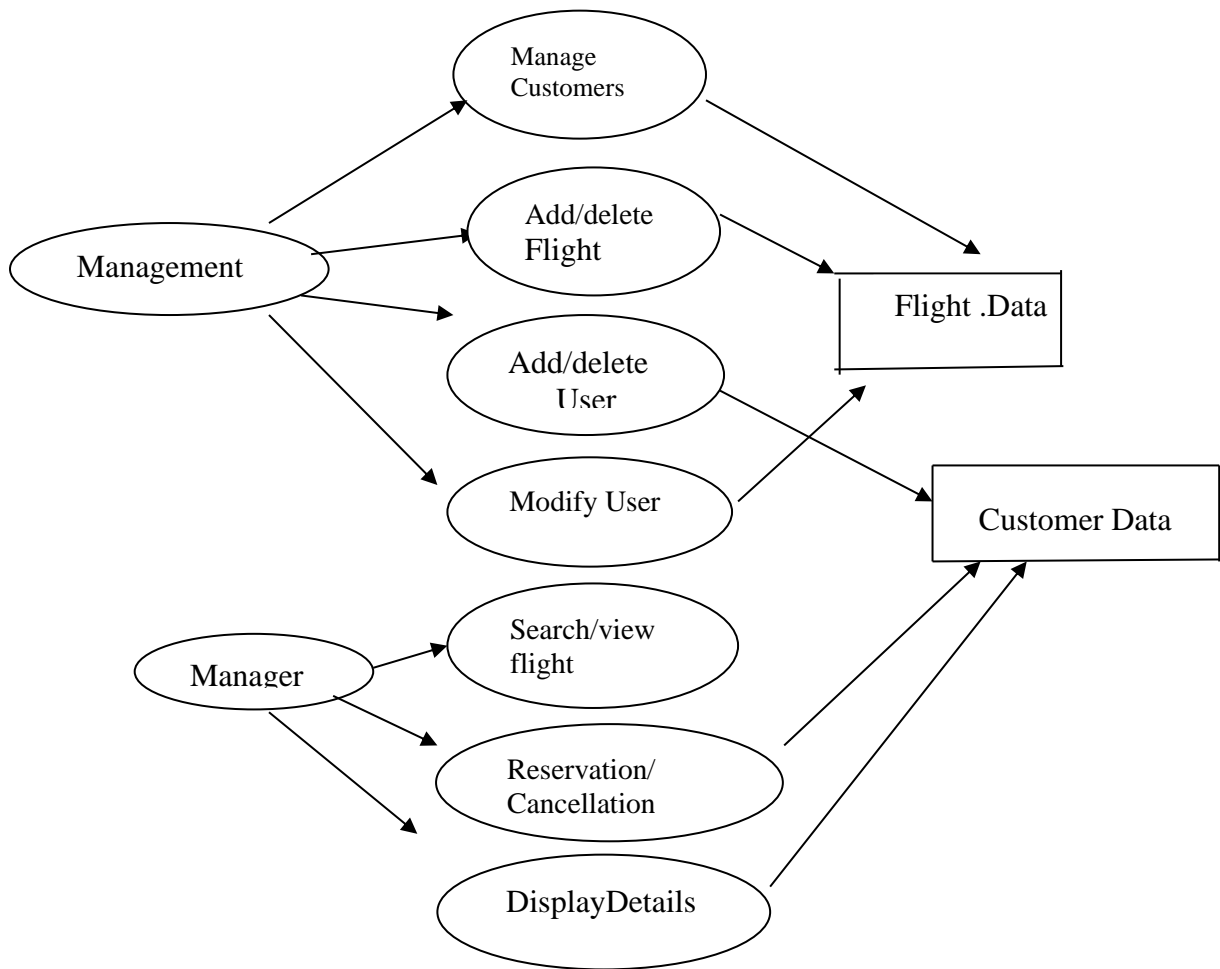 Manage
Customers
Add/delete
Flight
Management
Flight .Data
Add/delete
User
Modify User
Customer Data
Search/view
flight
Manager
Reservation/
Cancellation
DisplayDetails